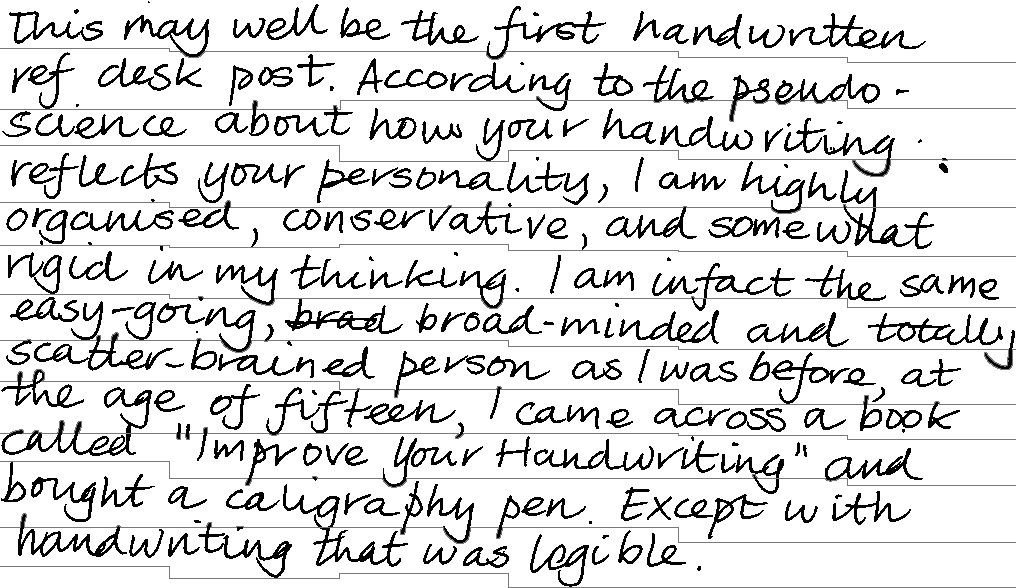 This may well be the first handwritten
ref desk post. According to the pseudo-
science about how your handwriting
reflects your personality, I am highly
organised, conservative, and somewhat
rigid in my thinking. I am infact the same
easy-going, brad broad-minded and totally
scatter-brained person as I was before, at
the age of fifteen, I came across a book
called "Improve Your Handwriting" and
bought a caligraphy pen. Except with
handwriting that was legible.